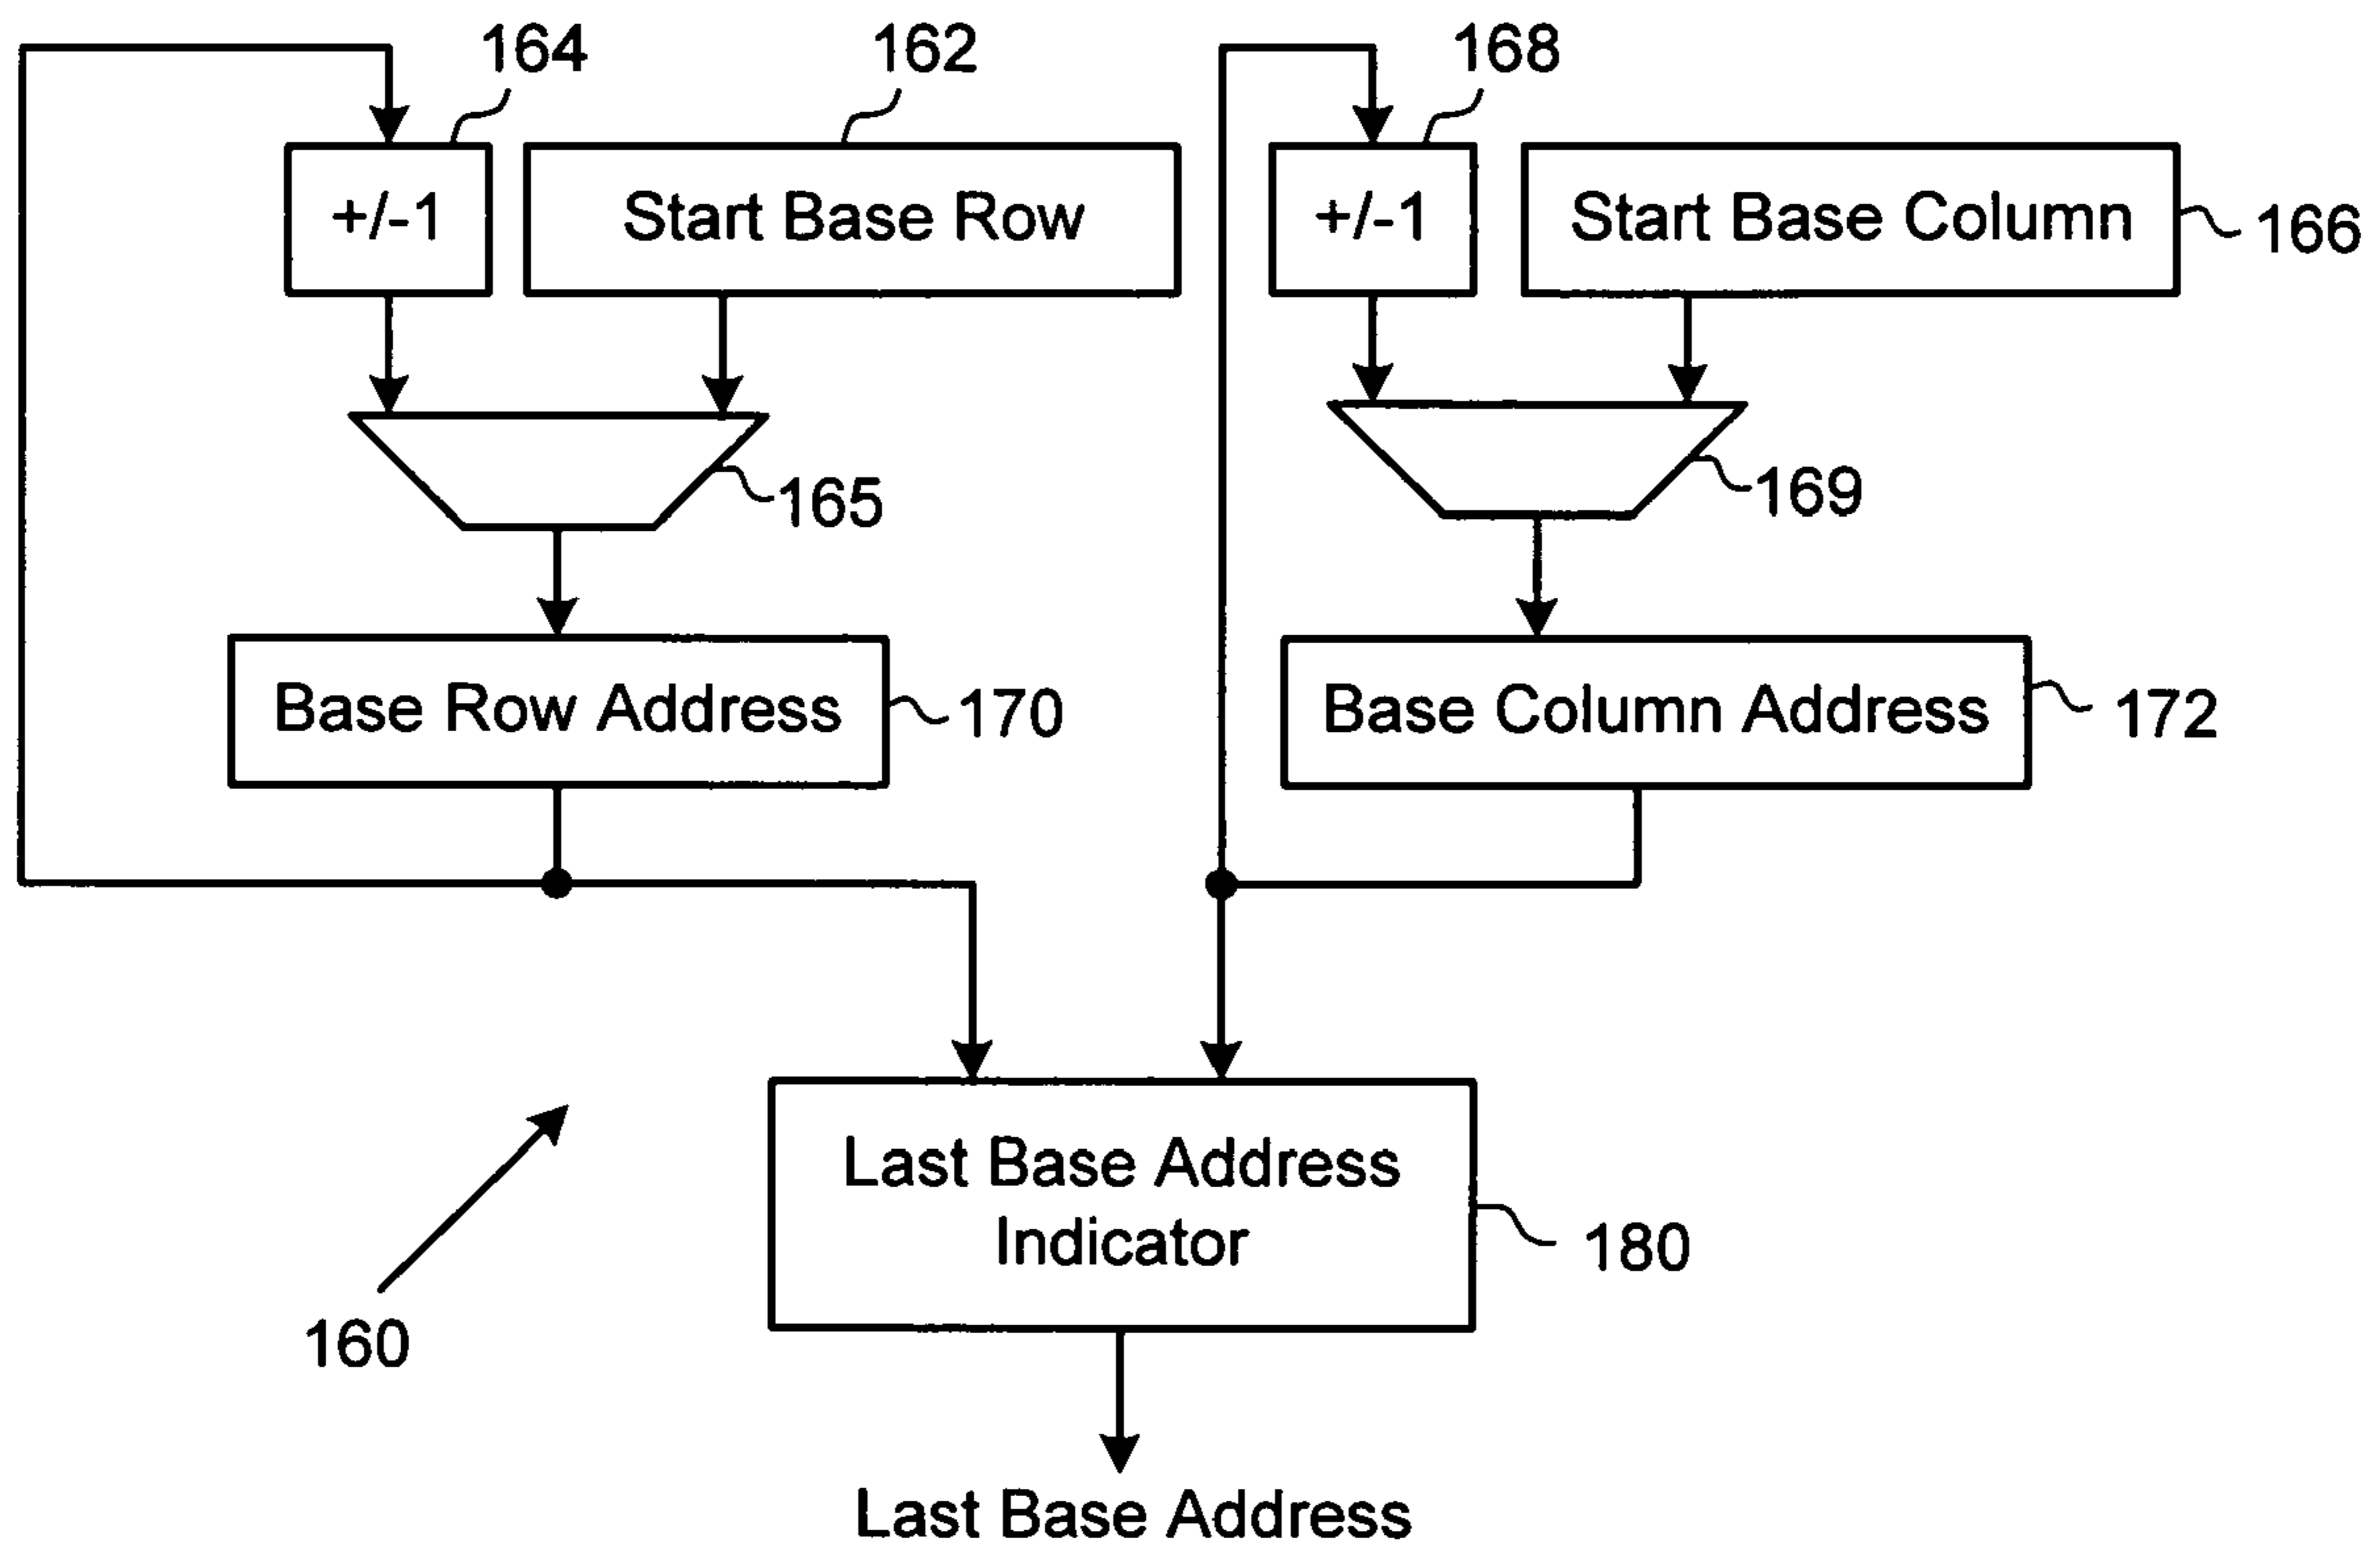 164
162
168
+/-1
Start Base Row
+/-1
Start Base Column
166
165
169
Base Row Address
170
Base Column Address
172
Last Base Address
Indicator
180
160
Last Base Address